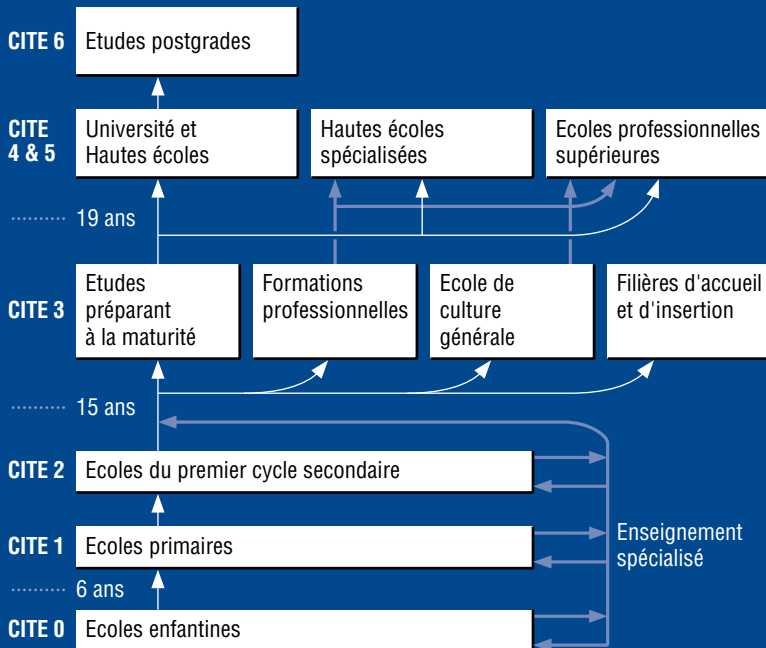 CITE 6
Etudes postgrades
CITE
4 & 5
Université et
Hautes écoles
Hautes écoles
spécialisées
Ecoles professionnelles
supérieures
19 ans
CITE 3
Etudes
préparant
à la maturité
Formations
professionnelles
Ecole de
culture
générale
Filières d'accueil
et d'insertion
15 ans
CITE 2
Ecoles du premier cycle secondaire
CITE 1
Ecoles primaires
Enseignement
spécialisé
6 ans
CITE 0
Ecoles enfantines